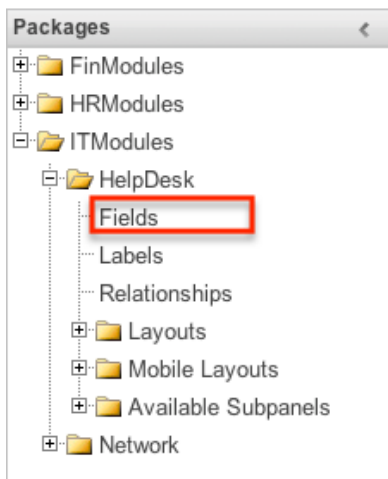 Packages
FinModules
HRModules
ITModules
HelpDesk
Fields
Labels
Relationships
Layouts
Mobile Layouts
Available Subpanels
Network